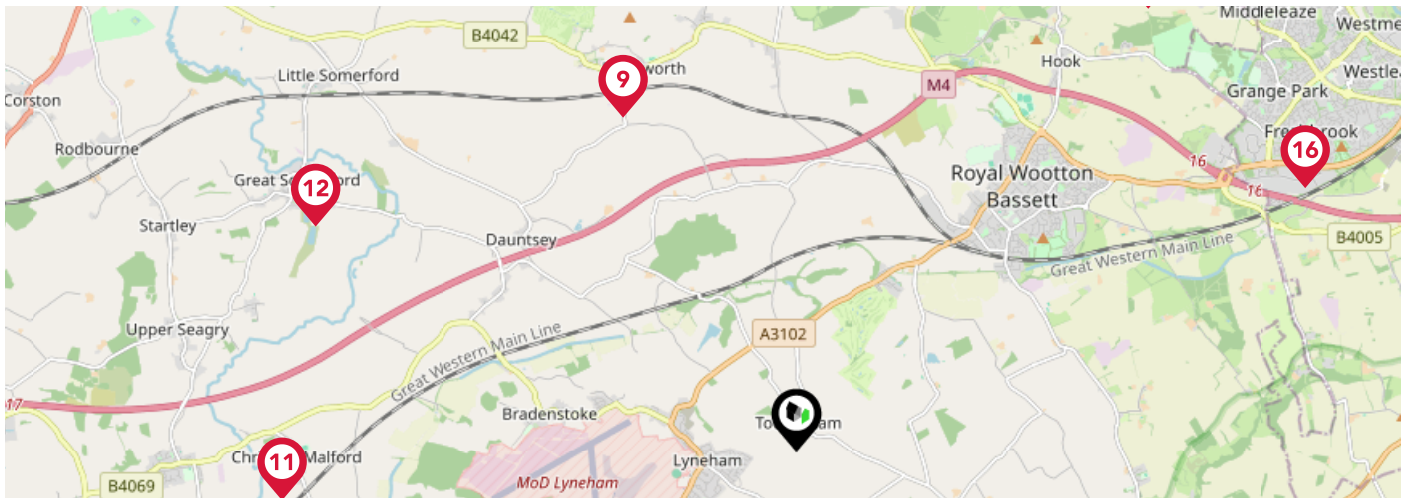 Middleleaze
B4042
Hook
Little Somerford
9
M4
Corston
Grange Park
Rodbourne
16
16
Royal Wootton
Bassett
12
16
Startley
Dauntsey
Great Western Main Line
B4005
Upper Seagry
A3102
Great Western Main Line
17
Bradenstoke
11
Lyneham
MoD Lyneham
B4069